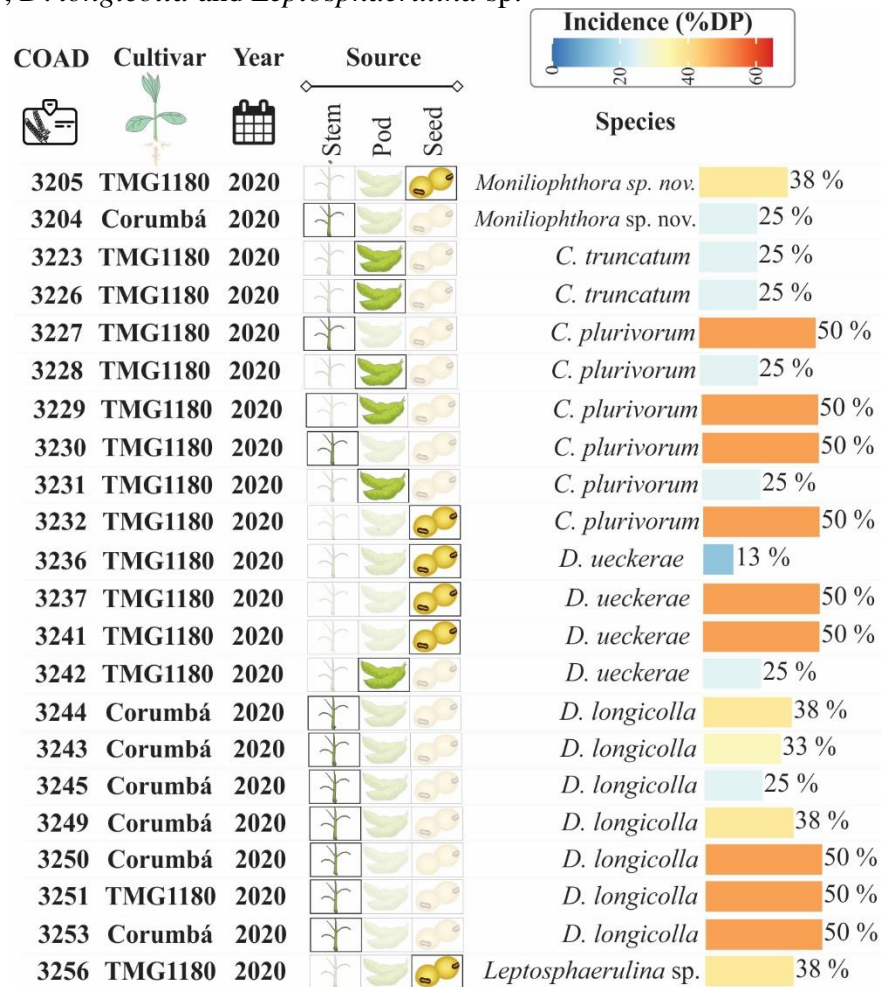 , D. longicolla and Leptosphaerulina sp.
Incidence (%DP)
0 20 40 60
COAD Cultivar Year Source
Stem Pod Seed Species
3205 TMG1180 2020 Moniliophthora sp. nov. 38 %
3204 Corumbá 2020 Moniliophthora sp. nov. 25 %
3223 TMG1180 2020 C. truncatum 25 %
3226 TMG1180 2020 C. truncatum 25 %
3227 TMG1180 2020 C. plurivorum 50 %
3228 TMG1180 2020 C. plurivorum 25 %
3229 TMG1180 2020 C. plurivorum 50 %
3230 TMG1180 2020 C. plurivorum 50 %
3231 TMG1180 2020 C. plurivorum 25 %
3232 TMG1180 2020 C. plurivorum 50 %
3236 TMG1180 2020 D. ueckerae 13 %
3237 TMG1180 2020 D. ueckerae 50 %
3241 TMG1180 2020 D. ueckerae 50 %
3242 TMG1180 2020 D. ueckerae 25 %
3244 Corumbá 2020 D. longicolla 38 %
3243 Corumbá 2020 D. longicolla 33 %
3245 Corumbá 2020 D. longicolla 25 %
3249 Corumbá 2020 D. longicolla 38 %
3250 Corumbá 2020 D. longicolla 50 %
3251 TMG1180 2020 D. longicolla 50 %
3253 Corumbá 2020 D. longicolla 50 %
3256 TMG1180 2020 Leptosphaerulina sp. 38 %